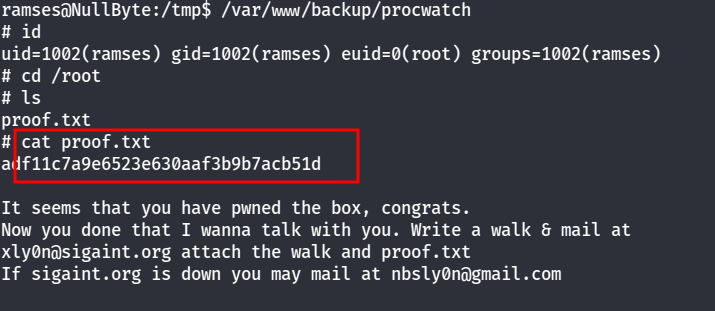 ramses@NullByte:/tmp$ /var/www/backup/procwatch
# id
uid=1002(ramses) gid=1002(ramses) euid=0(root) groups=1002(ramses)
# cd /root
# ls
proof.txt
# cat proof.txt
adf11c7a9e6523e630aaf3b9b7acb51d
It seems that you have pwned the box, congrats.
Now you done that I wanna talk with you. Write a walk & mail at
xly0n@sigaint.org attach the walk and proof.txt
If sigaint.org is down you may mail at nbsly0n@gmail.com